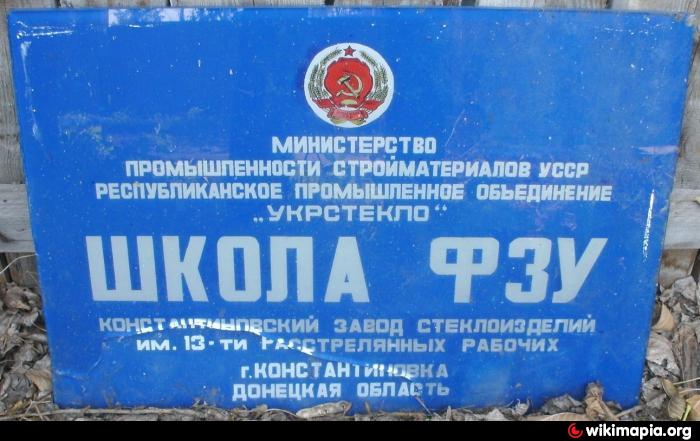 МИНИСТЕРСТВО
ПРОМЫШЛЕННОСТИ СТРОЙМАТЕРИАЛОВ УССР
РЕСПУБЛИКАНСКОЕ ПРОМЫШЛЕННОЕ ОБЪЕДИНЕНИЕ
„УКРСТЕКЛО“
ШКОЛА ФЗУ
КОНСТАНТИНОВСКИЙ ЗАВОД СТЕКЛОИЗДЕЛИЙ
ИМ. 13-ТИ РАССТРЕЛЯННЫХ РАБОЧИХ
г.КОНСТАНТИНОВКА
ДОНЕЦКАЯ ОБЛАСТЬ
wikimapia.org